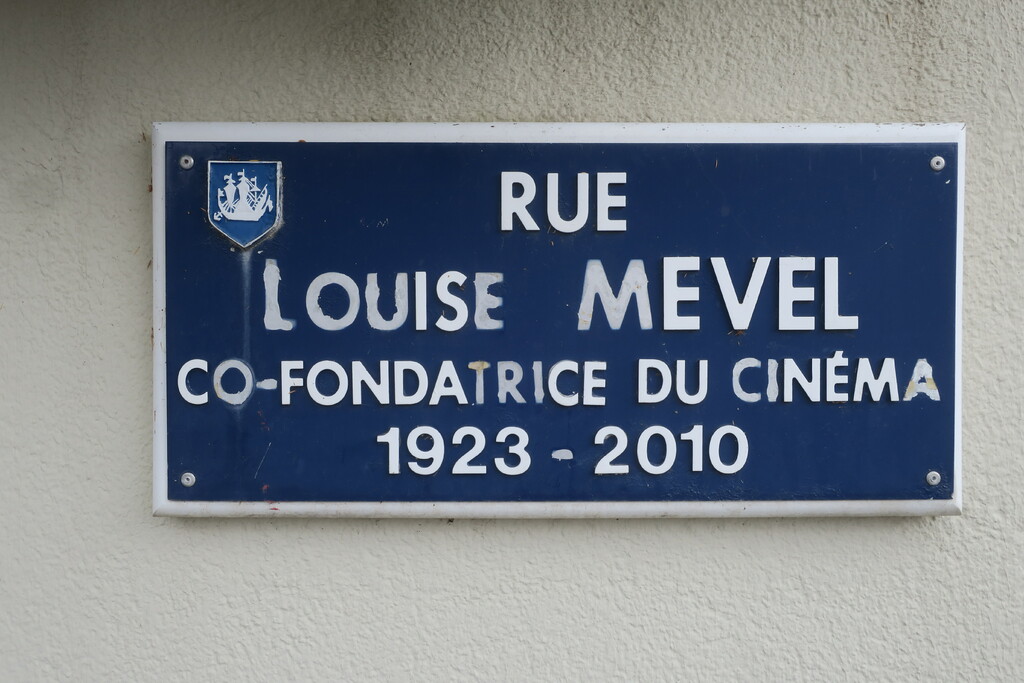 RUE
LOUISE MEVEL
CO-FONDATRICE DU CINÉMA
1923 - 2010